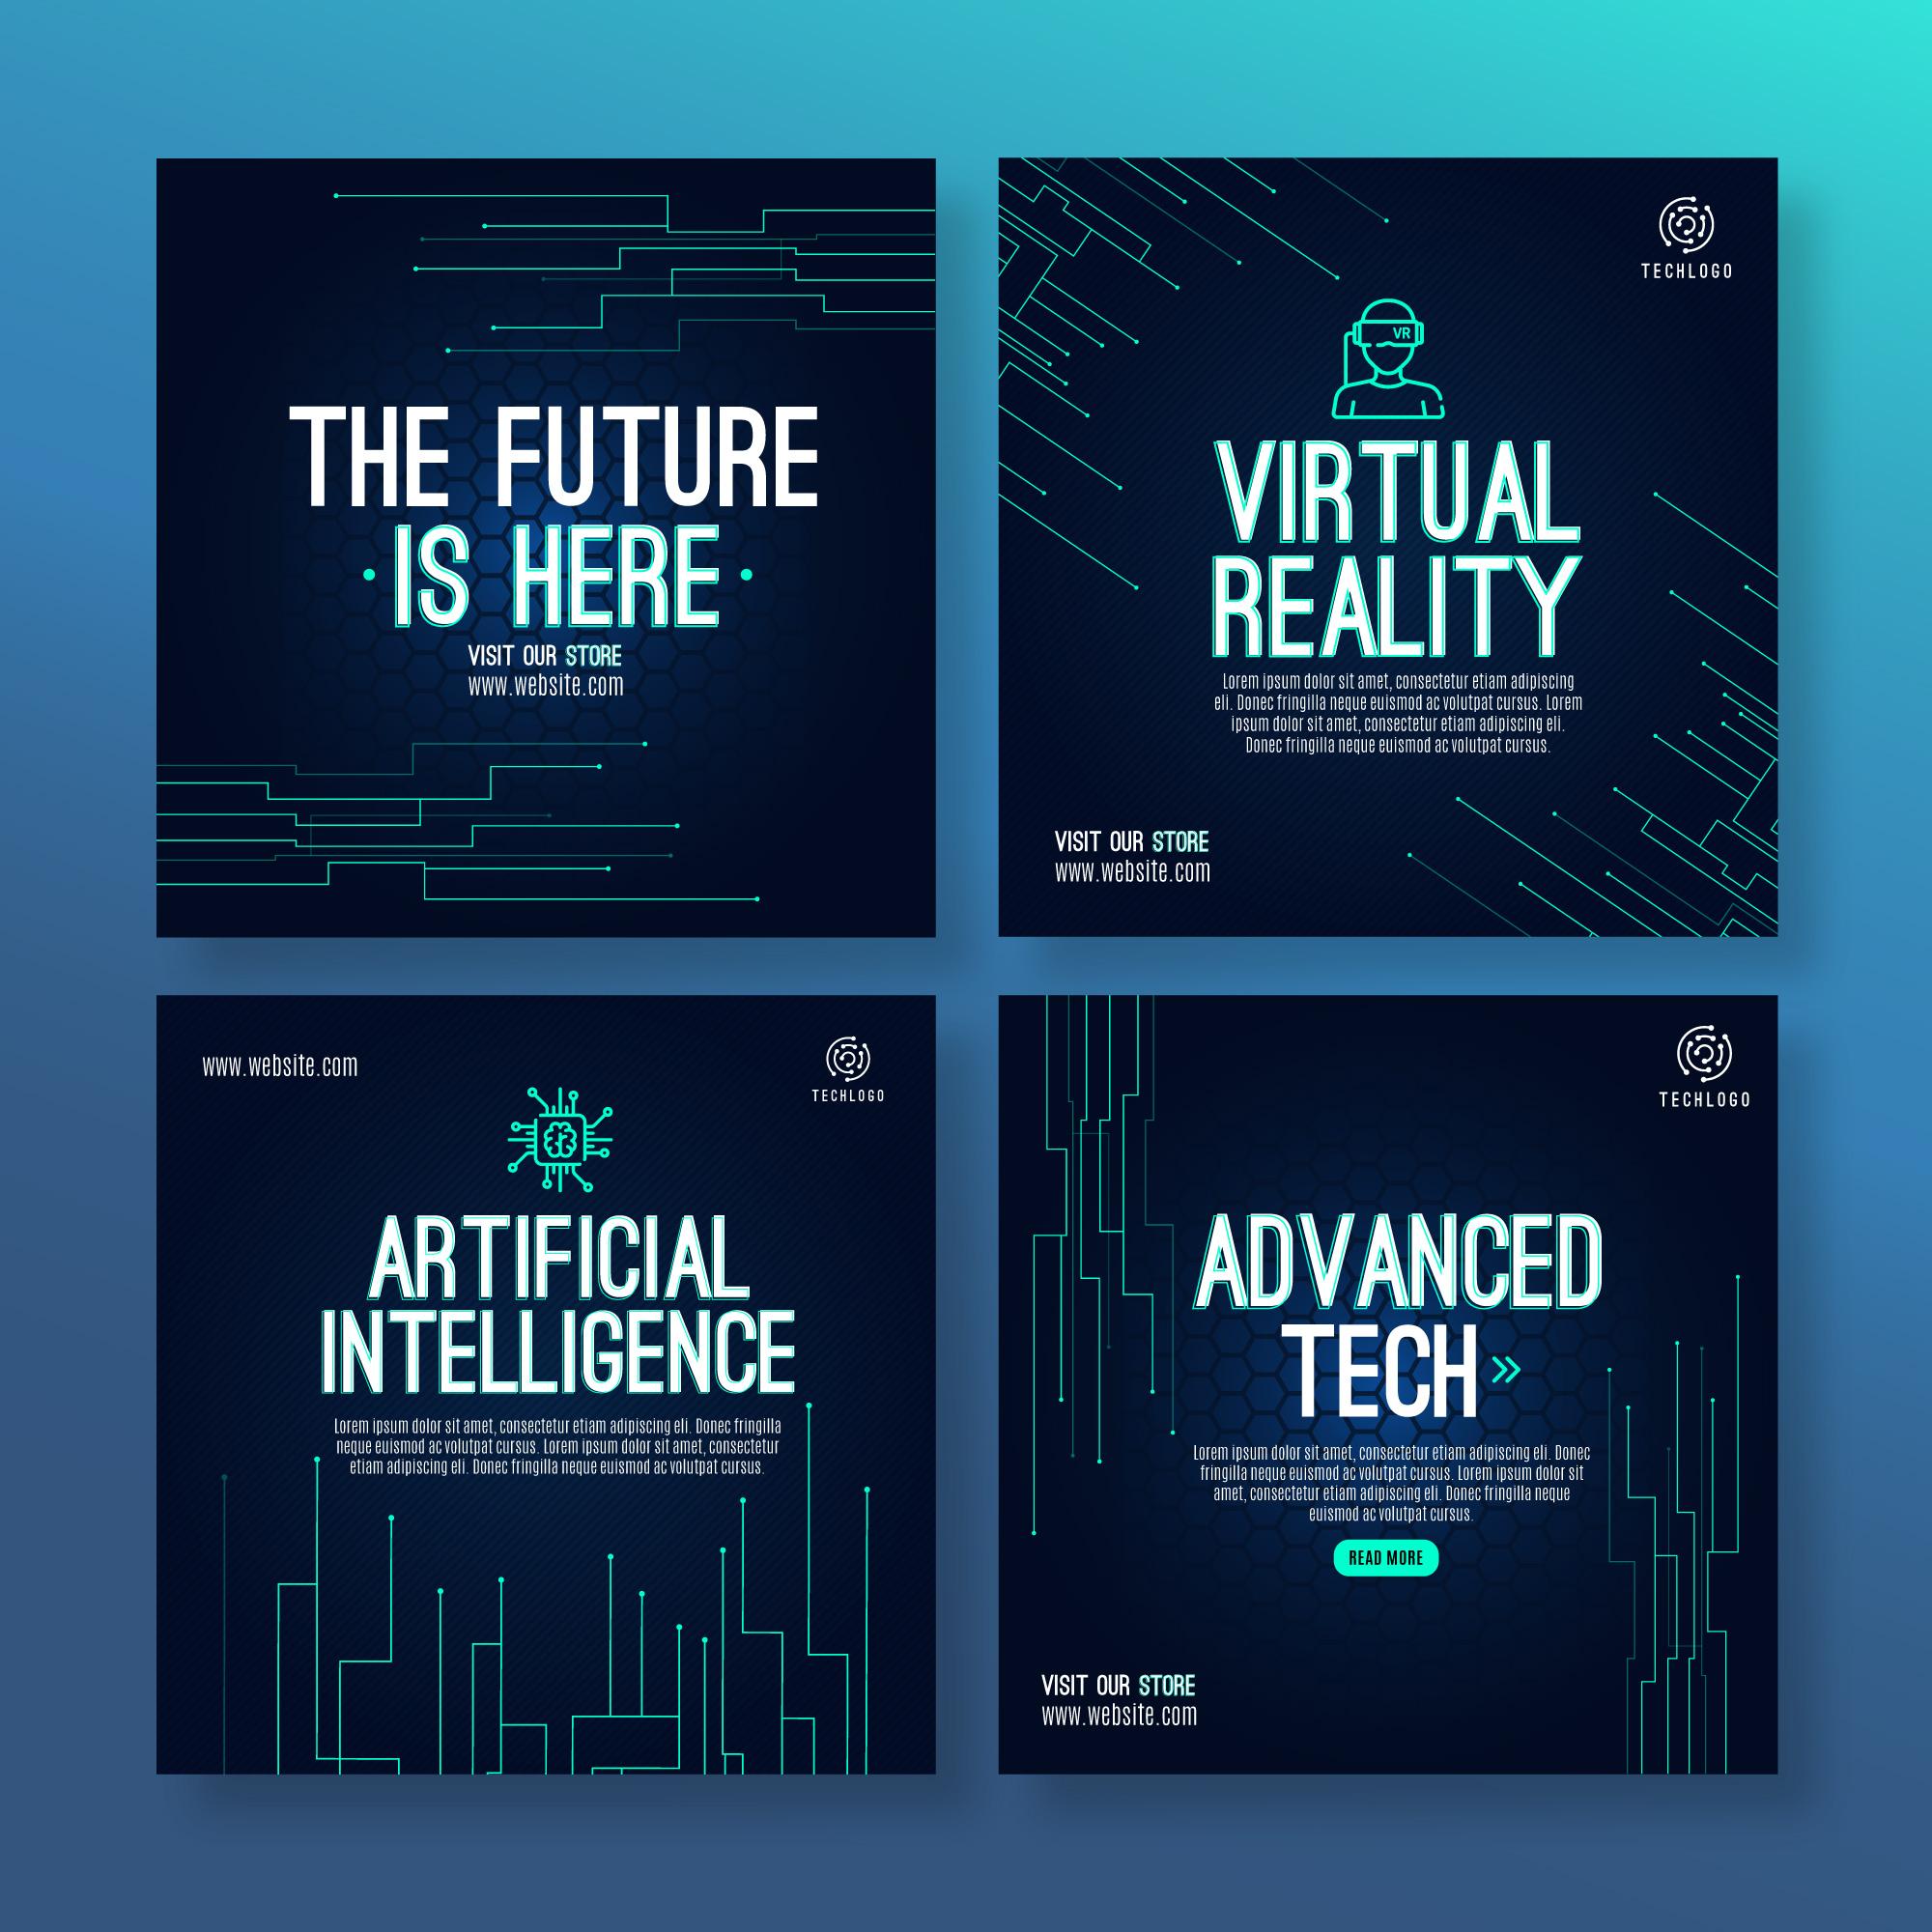 THE FUTURE
IS HERE
VISIT OUR STORE
www.website.com
TECHLOGO
VR
VIRTUAL
REALITY
Lorem ipsum dolor sit amet, consectetur etiam adipiscing
eli. Donec fringilla neque euismod ac volutpat cursus. Lorem
ipsum dolor sit amet, consectetur etiam adipiscing eli.
Donec fringilla neque euismod ac volutpat cursus.
VISIT OUR STORE
www.website.com
www.website.com
TECHLOGO
ARTIFICIAL
INTELLIGENCE
Lorem ipsum dolor sit amet, consectetur etiam adipiscing eli. Donec fringilla
neque euismod ac volutpat cursus. Lorem ipsum dolor sit amet, consectetur
etiam adipiscing eli. Donec fringilla neque euismod ac volutpat cursus.
TECHLOGO
ADVANCED
TECH
Lorem ipsum dolor sit amet, consectetur etiam adipiscing eli. Donec
fringilla neque euismod ac volutpat cursus. Lorem ipsum dolor sit
amet, consectetur etiam adipiscing eli. Donec fringilla neque
euismod ac volutpat cursus.
READ MORE
VISIT OUR STORE
www.website.com